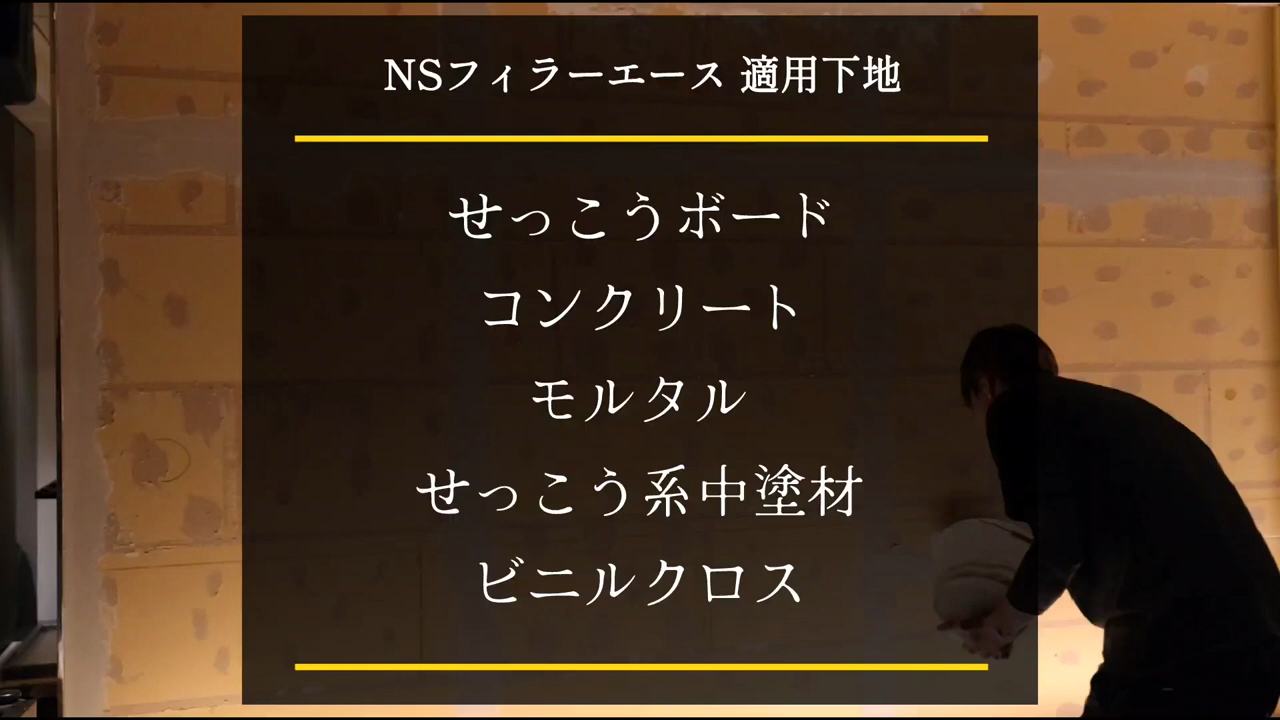 NSフィラーエース 適用下地
せっこうボード
コンクリート
モルタル
せっこう系中塗材
ビニルクロス